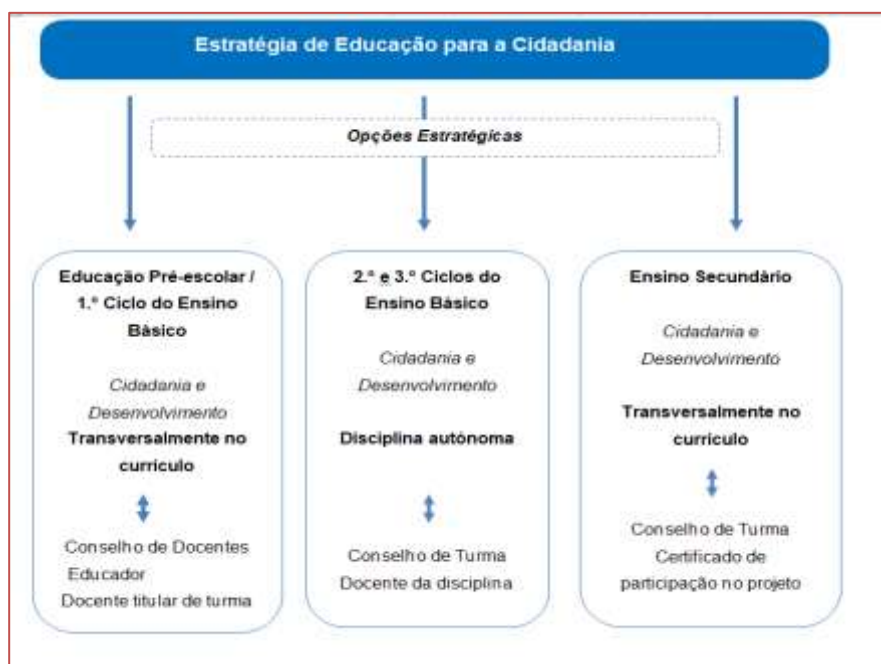 Estratégia de Educação para a Cidadania
Opções Estratégicas
Educação Pré-escolar /
1.º Ciclo do Ensino
Básico
Cidadania e
Desenvolvimento
Transversalmente no
currículo
Conselho de Docentes
Educador
Docente titular de turma
2.º e 3.º Ciclos do
Ensino Básico
Cidadania e
Desenvolvimento
Disciplina autónoma
Conselho de Turma
Docente da disciplina
Ensino Secundário
Cidadania e
Desenvolvimento
Transversalmente no
currículo
Conselho de Turma
Certificado de
participação no projeto